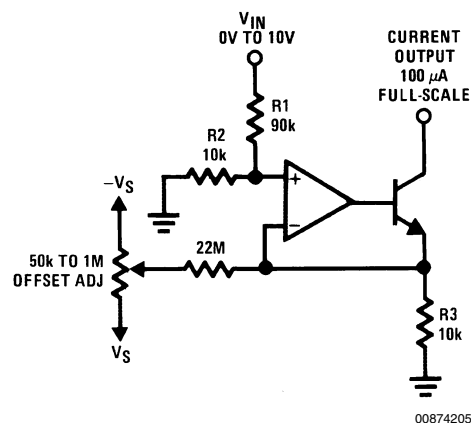 VIN
0V TO 10V
CURRENT
OUTPUT
100 μA
FULL-SCALE
R1
90k
R2
10k
+
−
−VS
50k TO 1M
OFFSET ADJ
22M
VS
R3
10k
00874205